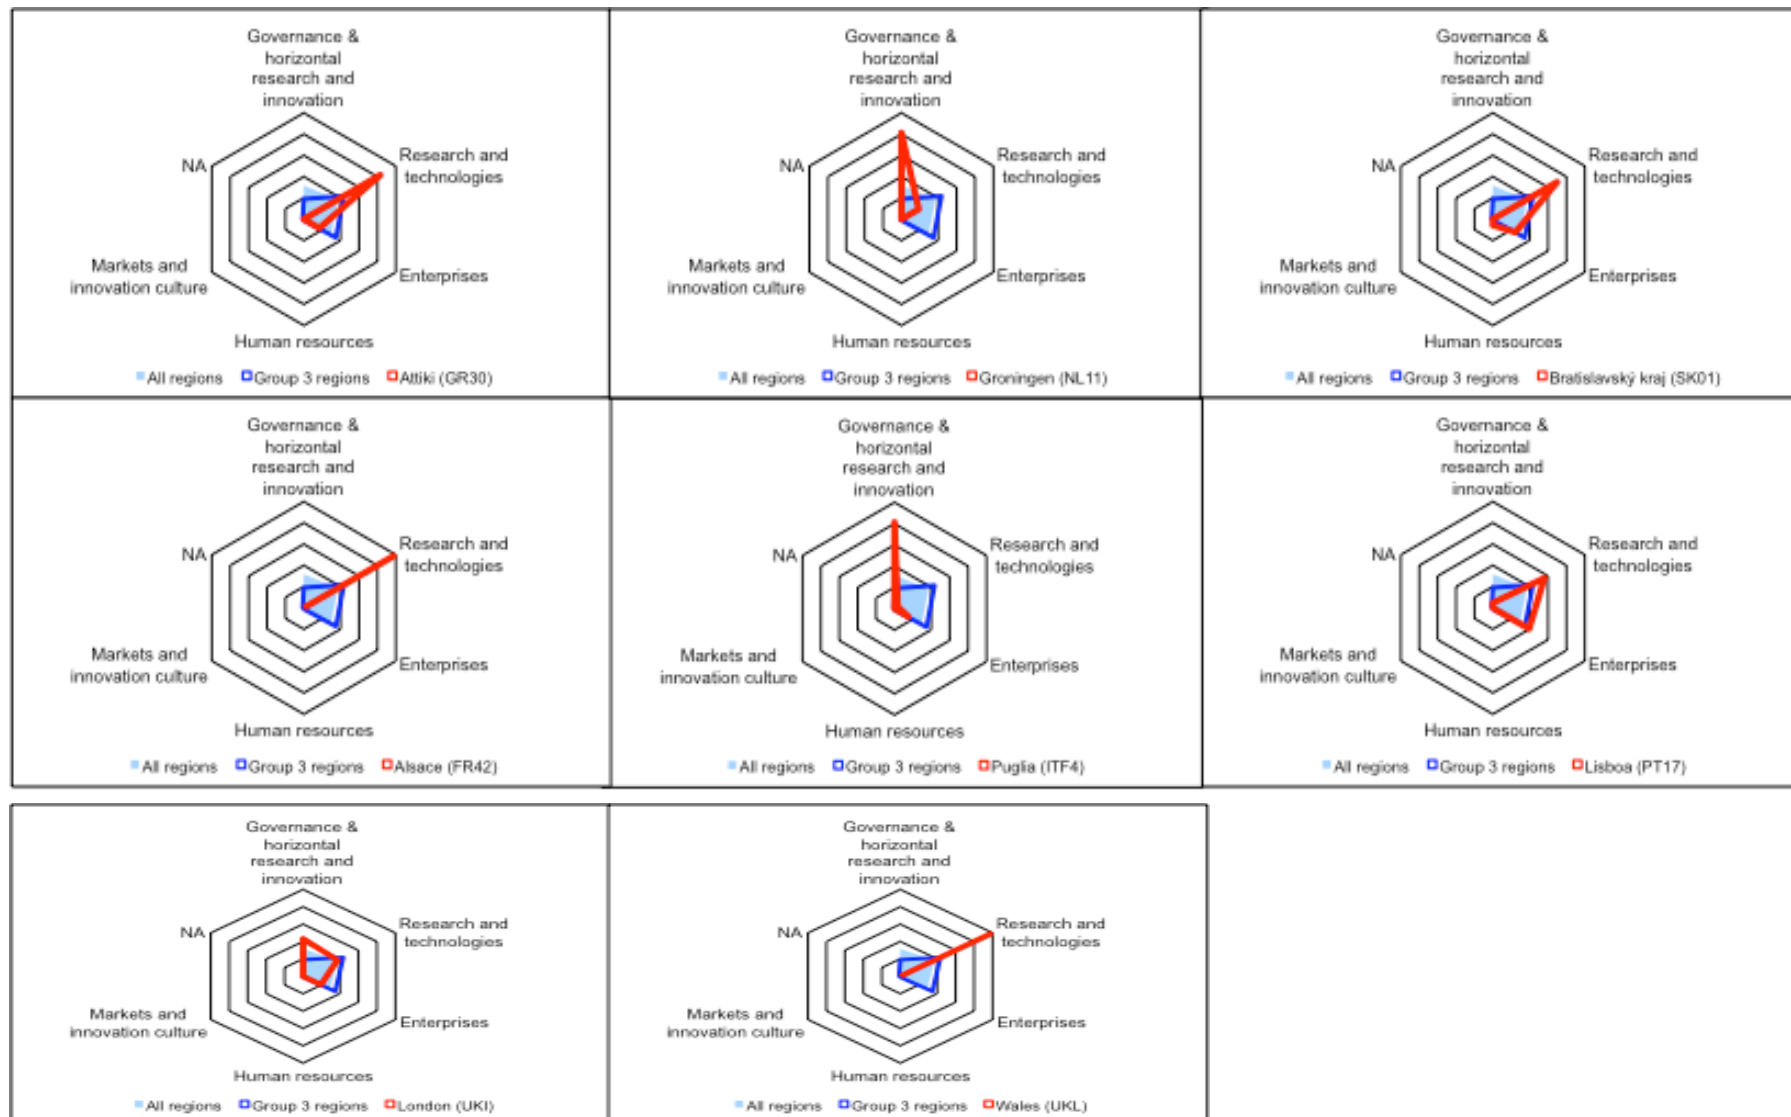 Governance &
horizontal
research and
innovation
NA
Research and
technologies
Markets and
innovation culture
Enterprises
Human resources
All regions Group 3 regions Attiki (GR30)
Governance &
horizontal
research and
innovation
NA
Research and
technologies
Markets and
innovation culture
Enterprises
Human resources
All regions Group 3 regions Groningen (NL11)
Governance &
horizontal
research and
innovation
NA
Research and
technologies
Markets and
innovation culture
Enterprises
Human resources
All regions Group 3 regions Bratislavský kraj (SK01)
Governance &
horizontal
research and
innovation
NA
Research and
technologies
Markets and
innovation culture
Enterprises
Human resources
All regions Group 3 regions Alsace (FR42)
Governance &
horizontal
research and
innovation
NA
Research and
technologies
Markets and
innovation culture
Enterprises
Human resources
All regions Group 3 regions Puglia (ITF4)
Governance &
horizontal
research and
innovation
NA
Research and
technologies
Markets and
innovation culture
Enterprises
Human resources
All regions Group 3 regions Lisboa (PT17)
Governance &
horizontal
research and
innovation
NA
Research and
technologies
Markets and
innovation culture
Enterprises
Human resources
All regions Group 3 regions London (UKI)
Governance &
horizontal
research and
innovation
NA
Research and
technologies
Markets and
innovation culture
Enterprises
Human resources
All regions Group 3 regions Wales (UKL)